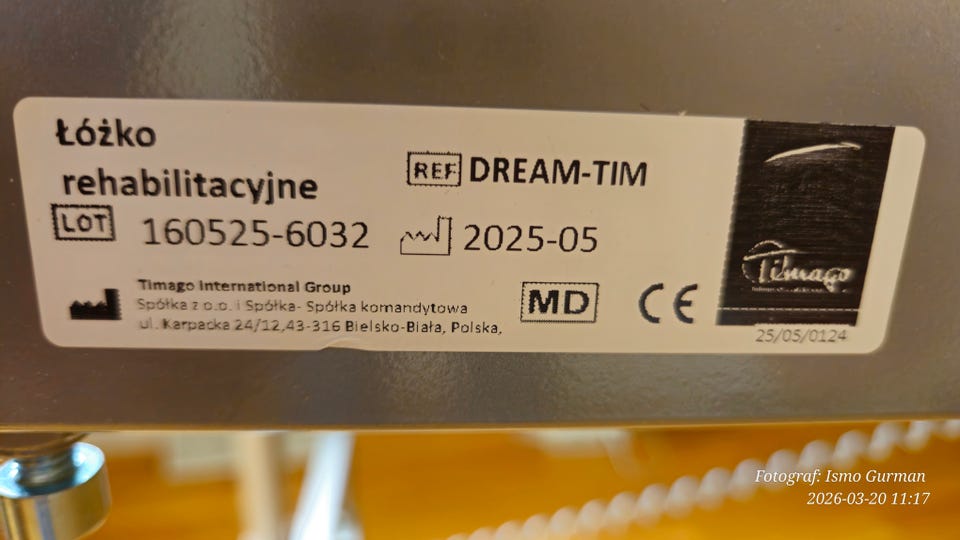 Łóżko
rehabilitacyjne
REF DREAM-TIM
LOT 160525-6032
2025-05
Timago International Group
Spółka z o.o. i Spółka- Spółka komandytowa
ul. Karpacka 24/12,43-316 Bielsko-Biała, Polska,
MD
CE
Timago
25/05/0124
Fotograf: Ismo Gurman
2026-03-20 11:17